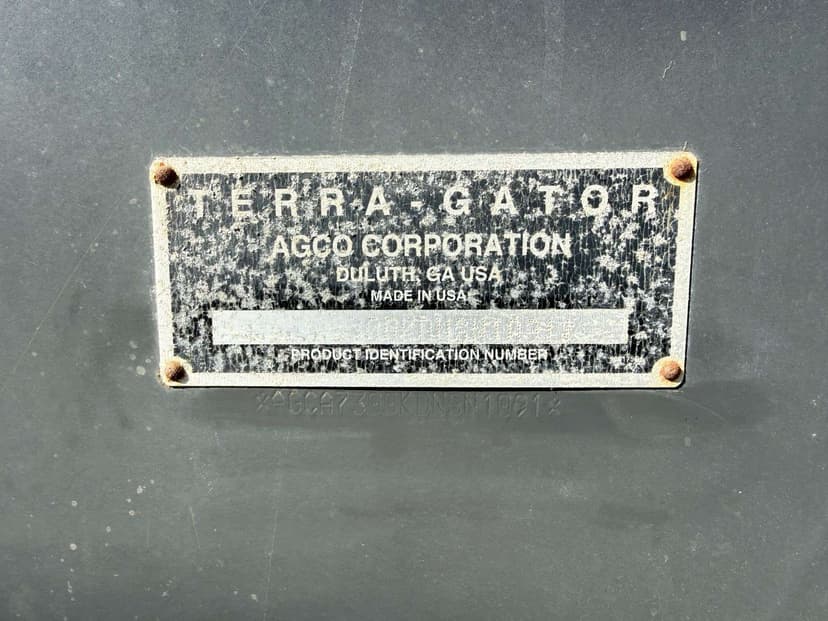 TERRA-GATOR
AGCO CORPORATION
DULUTH, GA USA
MADE IN USA
PRODUCT IDENTIFICATION NUMBER